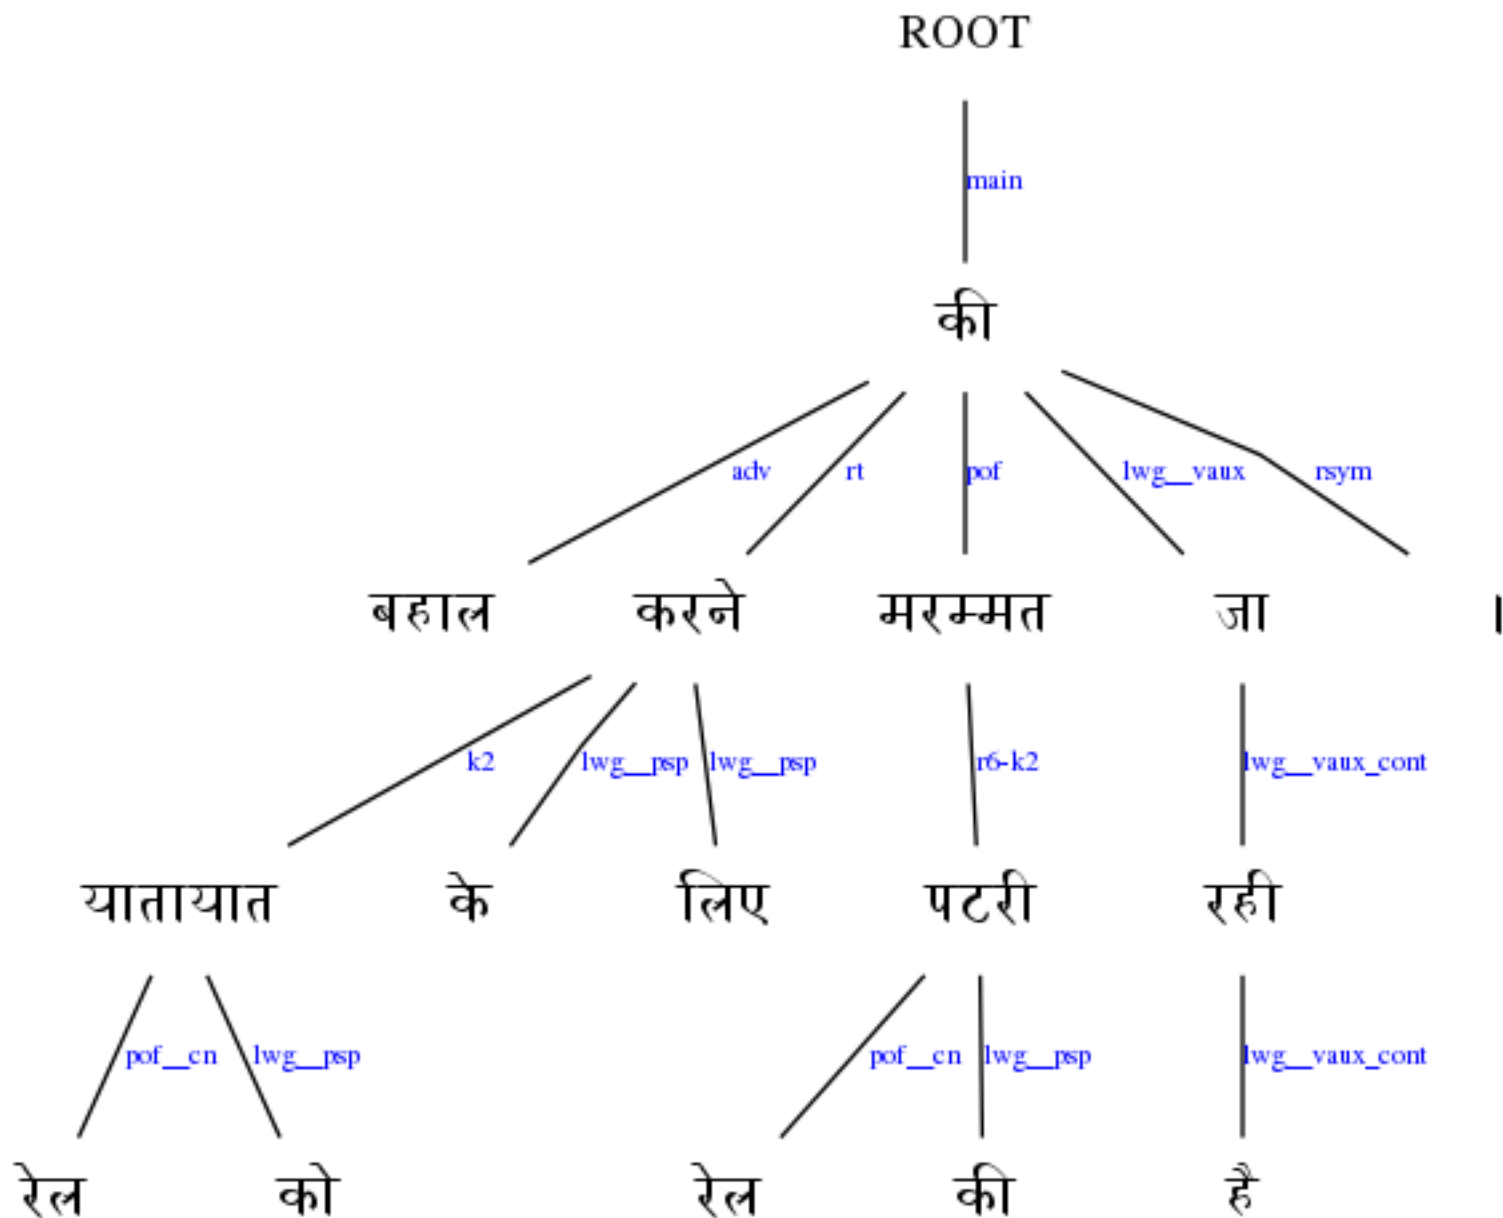 ROOT
main
की
adv rt pof lwg__vaux rsym
बहाल करने मरम्मत जा ।
k2 lwg__psp lwg__psp r6-k2 lwg__vaux_cont
यातायात के लिए पटरी रही
pof__cn lwg__psp pof__cn lwg__psp lwg__vaux_cont
रेल को रेल की है